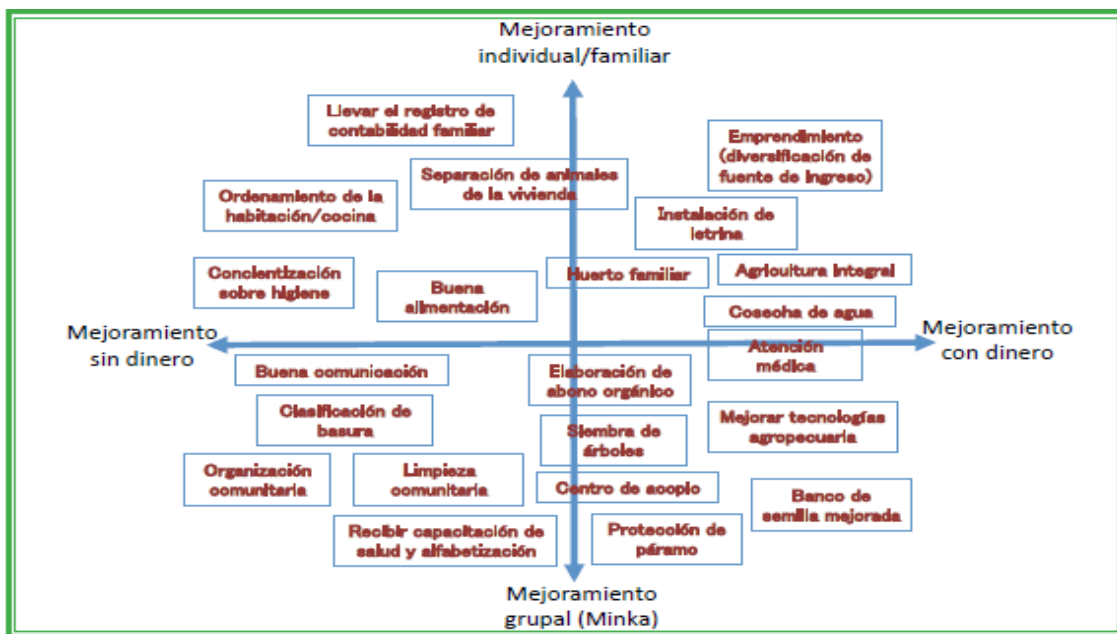 Mejoramiento
individual/familiar
Llevar el registro de
contabilidad familiar
Emprendimiento
(diversificación de
fuente de ingreso)
Separación de animales
de la vivienda
Ordenamiento de la
habitación/cocina
Instalación de
letrina
Concientización
sobre higiene
Buena
alimentación
Huerto familiar
Agricultura integral
Cosecha de agua
Mejoramiento
sin dinero
Mejoramiento
con dinero
Atención
médica
Buena comunicación
Elaboración de
abono orgánico
Clasificación de
basura
Siembra de
árboles
Mejorar tecnologías
agropecuaria
Organización
comunitaria
Limpieza
comunitaria
Centro de acopio
Banco de
semilla mejorada
Recibir capacitación de
salud y alfabetización
Protección de
páramo
Mejoramiento
grupal (Minka)